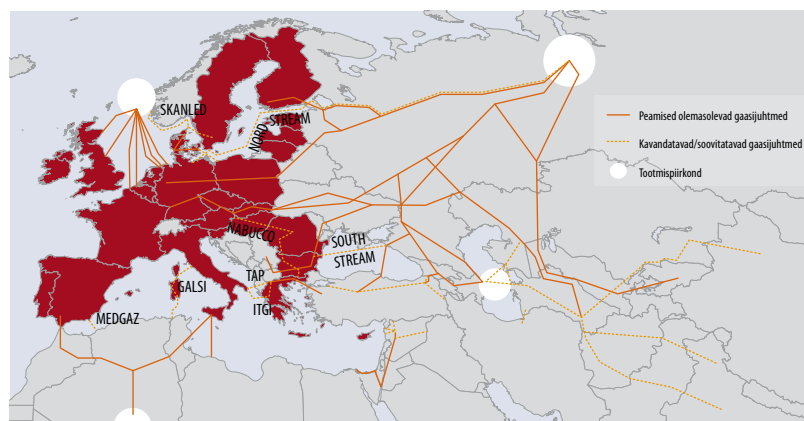 SKANLED
NORD
STREAM
NABUCCO
SOUTH
STREAM
TAP
GALSI
ITGI
MEDGAZ
Peamised olemasolevad gaasijuhtmed
Kavandatavad/soovitatavad gaasijuhtmed
Tootmispiirkond